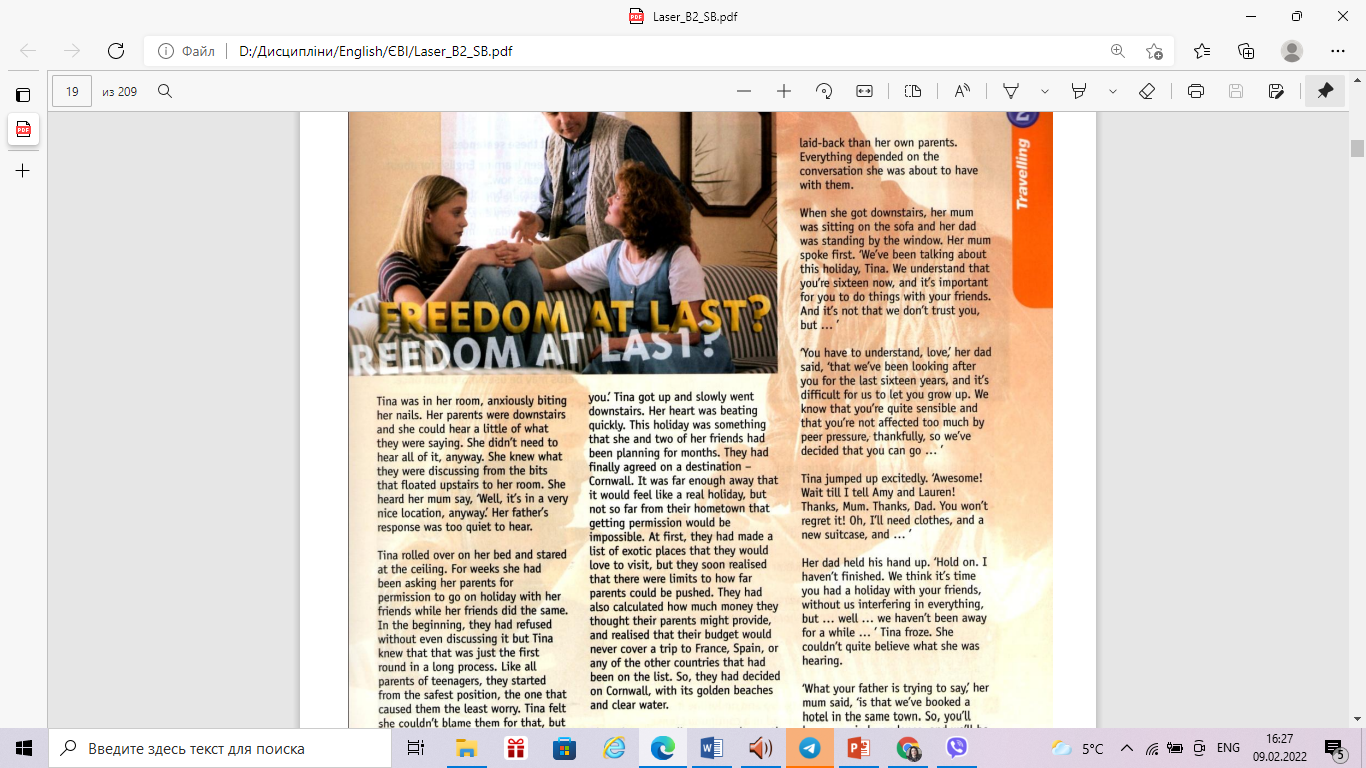 Laser_B2_SB.pdf
Файл
D:/Дисципліни/English/ЄВІ/Laser_B2_SB.pdf
19
из 209
Travelling
FREEDOM AT LAST?
REEDOM AT LAST?
Tina was in her room, anxiously biting
her nails. Her parents were downstairs
and she could hear a little of what
they were saying. She didn't need to
hear all of it, anyway. She knew what
they were discussing from the bits
that floated upstairs to her room. She
heard her mum say, 'Well, it's in a very
nice location, anyway.' Her father's
response was too quiet to hear.
Tina rolled over on her bed and stared
at the ceiling. For weeks she had
been asking her parents for
permission to go on holiday with her
friends while her friends did the same.
In the beginning, they had refused
without even discussing it but Tina
knew that that was just the first
round in a long process. Like all
parents of teenagers, they started
from the safest position, the one that
caused them the least worry. Tina felt
she couldn't blame them for that, but
you.' Tina got up and slowly went
downstairs. Her heart was beating
quickly. This holiday was something
that she and two of her friends had
been planning for months. They had
finally agreed on a destination –
Cornwall. It was far enough away that
it would feel like a real holiday, but
not so far from their hometown that
getting permission would be
impossible. At first, they had made a
list of exotic places that they would
love to visit, but they soon realised
that there were limits to how far
parents could be pushed. They had
also calculated how much money they
thought their parents might provide,
and realised that their budget would
never cover a trip to France, Spain, or
any of the other countries that had
been on the list. So, they had decided
on Cornwall, with its golden beaches
and clear water.
laid-back than her own parents.
Everything depended on the
conversation she was about to have
with them.
When she got downstairs, her mum
was sitting on the sofa and her dad
was standing by the window. Her mum
spoke first. 'We've been talking about
this holiday, Tina. We understand that
you're sixteen now, and it's important
for you to do things with your friends.
And it's not that we don't trust you,
but ... '
'You have to understand, love,' her dad
said, 'that we've been looking after
you for the last sixteen years, and it's
difficult for us to let you grow up. We
know that you're quite sensible and
that you're not affected too much by
peer pressure, thankfully, so we've
decided that you can go ... '
Tina jumped up excitedly. 'Awesome!
Wait till I tell Amy and Lauren!
Thanks, Mum. Thanks, Dad. You won't
regret it! Oh, I'll need clothes, and a
new suitcase, and ... '
Her dad held his hand up. 'Hold on. I
haven't finished. We think it's time
you had a holiday with your friends,
without us interfering in everything,
but ... well ... we haven't been away
for a while ... ' Tina froze. She
couldn't quite believe what she was
hearing.
'What your father is trying to say,' her
mum said, 'is that we've booked a
hotel in the same town. So, you'll
Введите здесь текст для поиска
5°C
ENG
16:27
09.02.2022
5